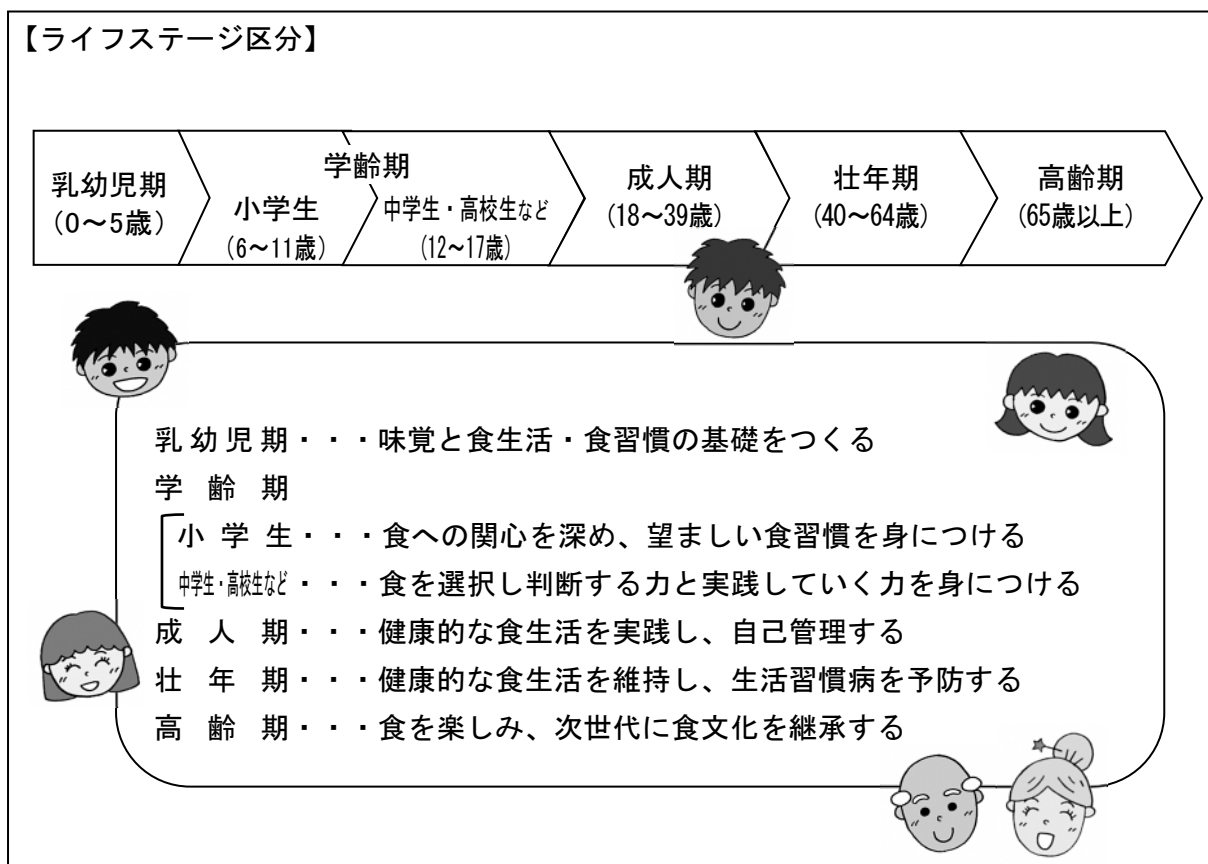 【ライフステージ区分】
乳幼児期
(0～5歳)
学齢期
小学生
(6～11歳)
中学生・高校生など
(12～17歳)
成人期
(18～39歳)
壮年期
(40～64歳)
高齢期
(65歳以上)
乳幼児期・・・味覚と食生活・食習慣の基礎をつくる
学齢期
小学生・・・食への関心を深め、望ましい食習慣を身につける
中学生・高校生など・・・食を選択し判断する力と実践していく力を身につける
成人期・・・健康的な食生活を実践し、自己管理する
壮年期・・・健康的な食生活を維持し、生活習慣病を予防する
高齢期・・・食を楽しみ、次世代に食文化を継承する